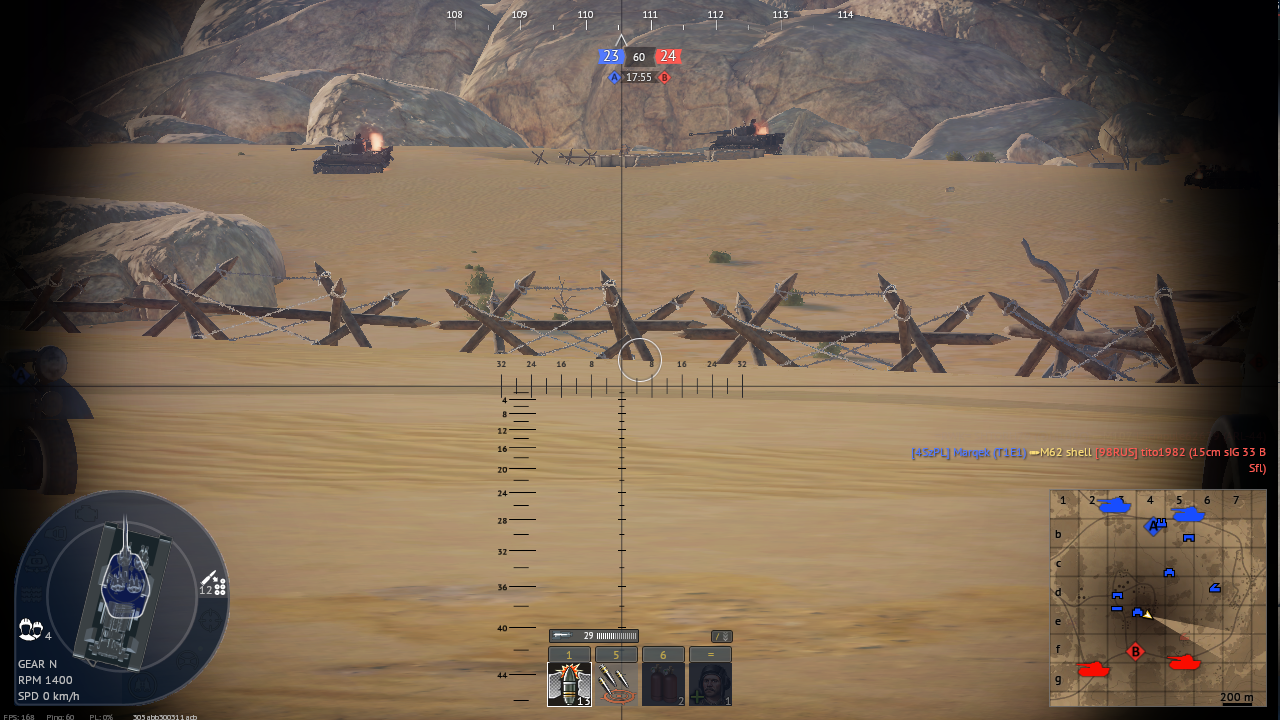 108 109 110 111 112 113 114
23 60 24
A 17:55 B
32 24 16 8 8 16 24 32
4
8
12
16
20
24
28
32
36
40
44
[4SzPL] Marqek (T1E1) M62 shell [98RUS] tito1982 (15cm sIG 33 B
Sfl)
1 2 3 4 5 6 7
A
b
c
d
e
f
g
B
200 m
12
4
GEAR N
RPM 1400
SPD 0 km/h
29
1 5 6 =
13 2 1
FPS: 168 Ping: 60 PL: 0%